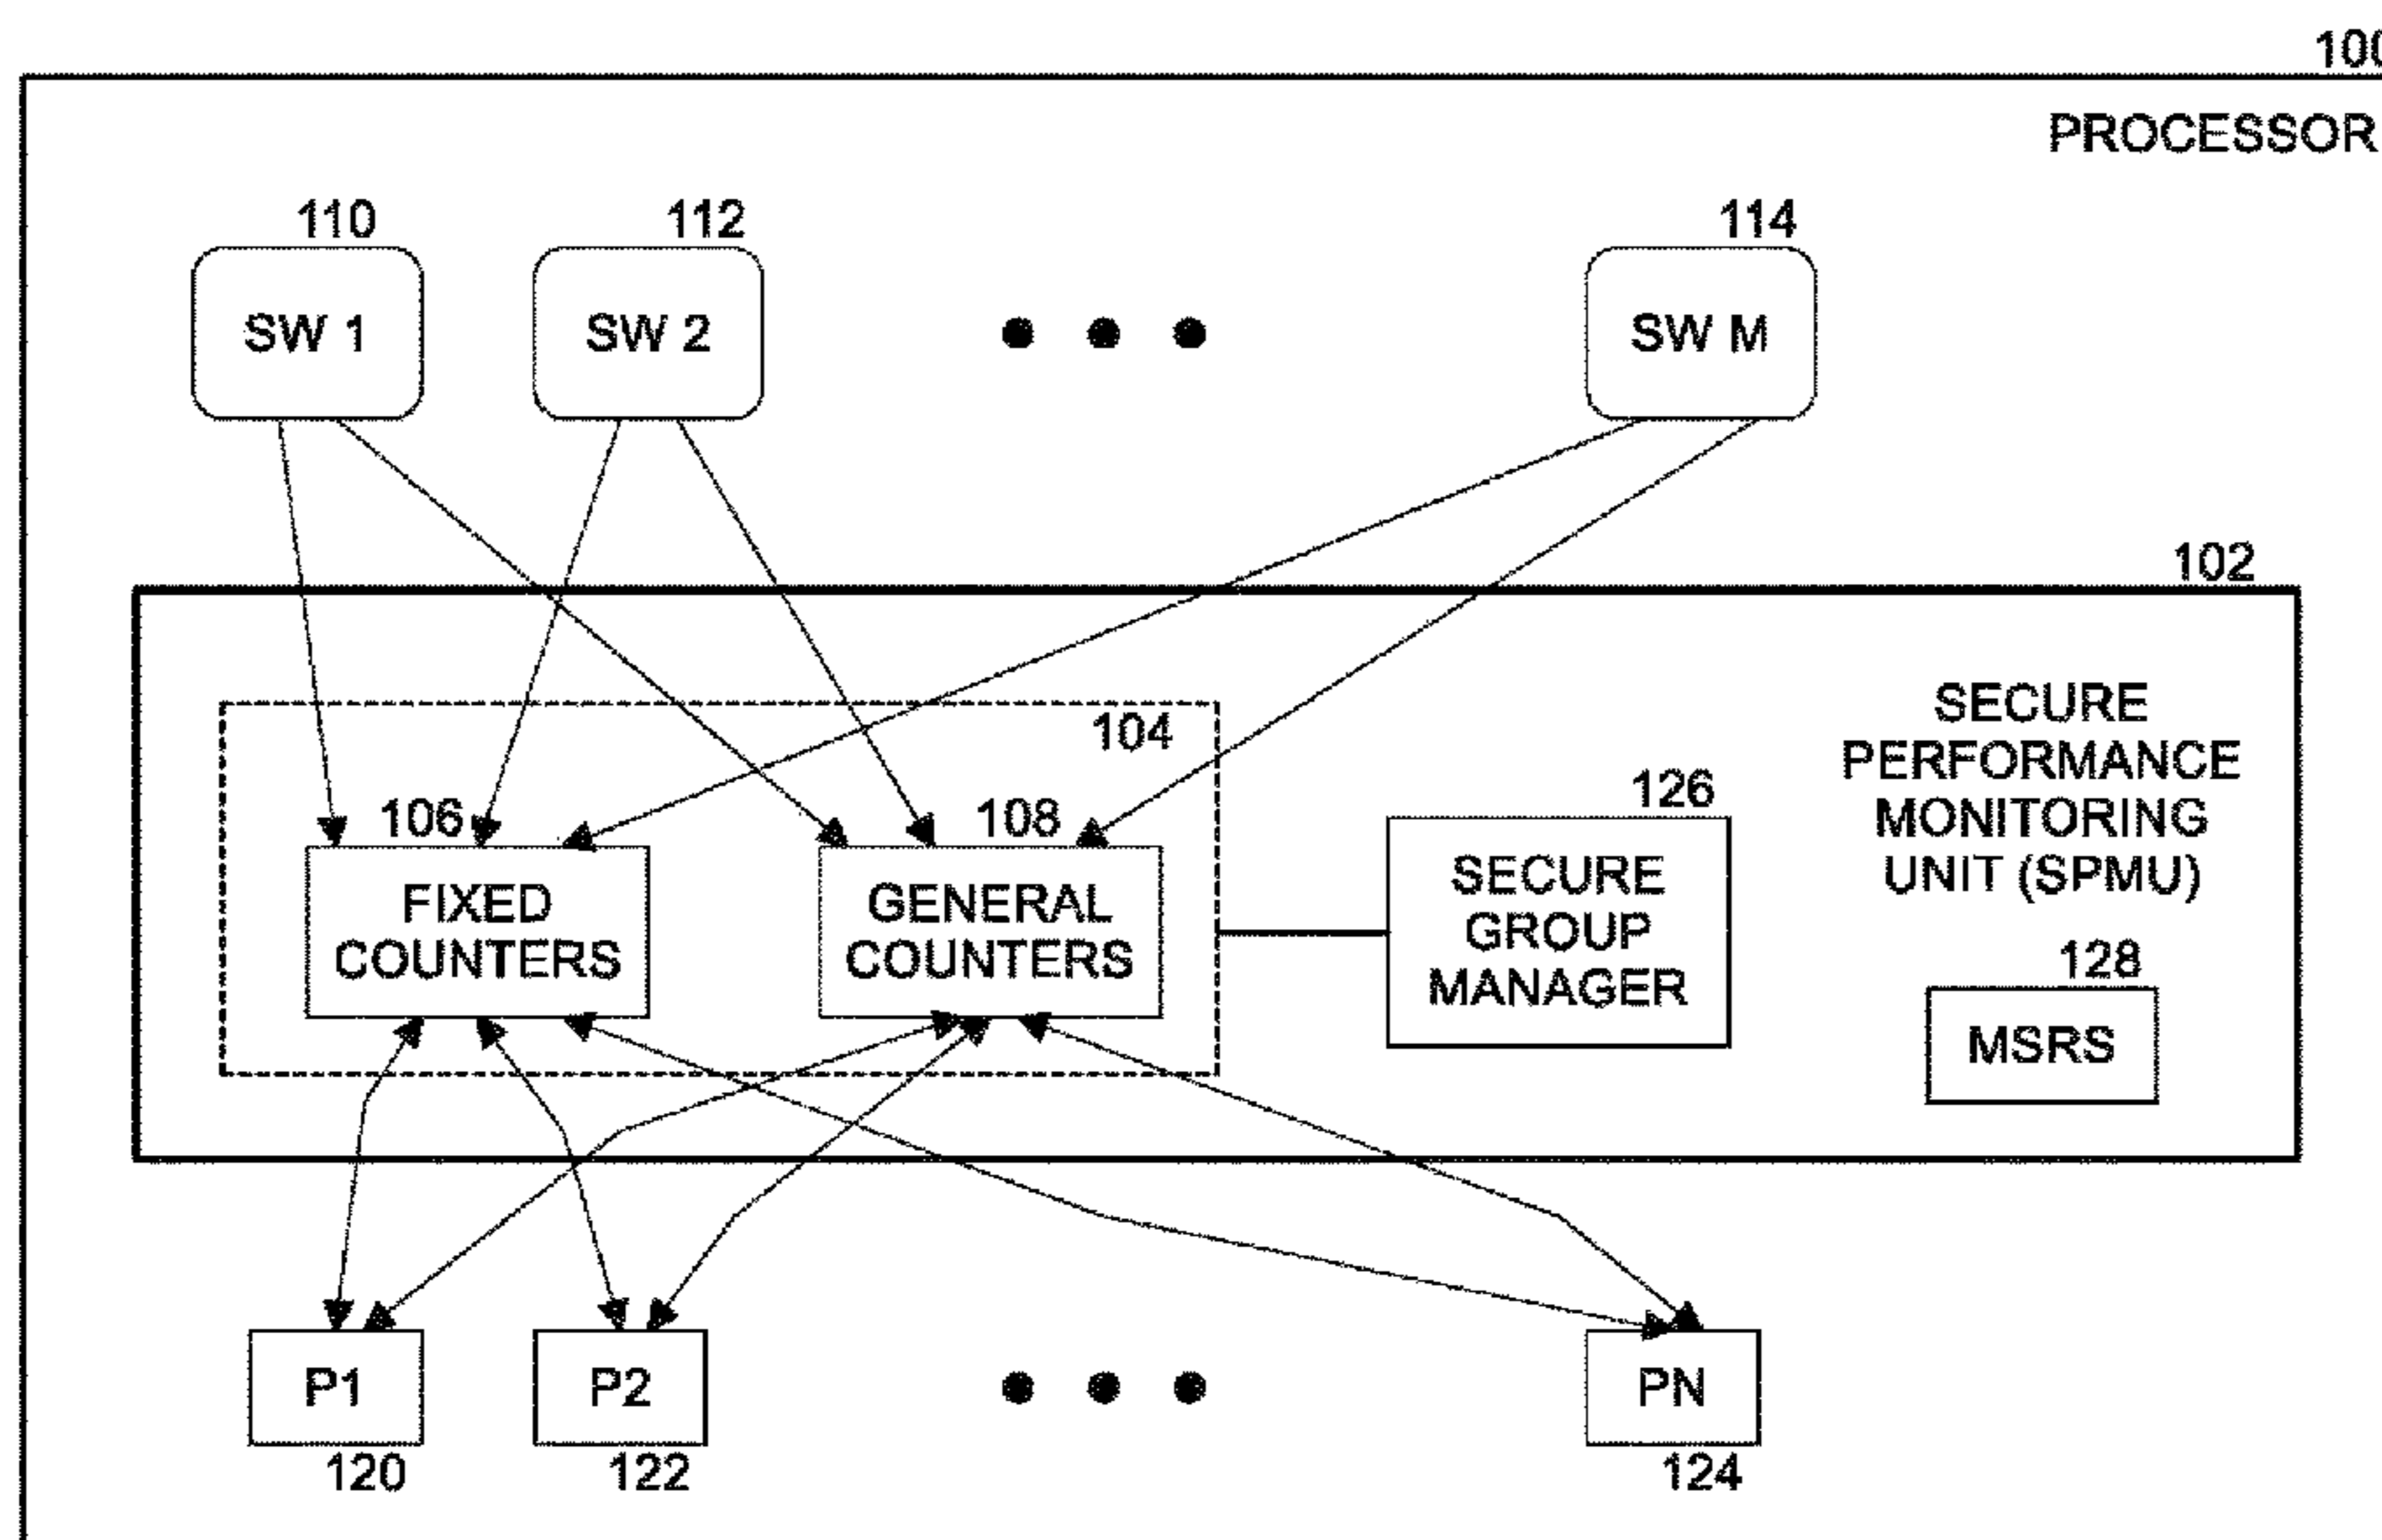 100
PROCESSOR
110
112
114
SW 1
SW 2
SW M
102
104
SECURE
PERFORMANCE
MONITORING
UNIT (SPMU)
106
108
126
FIXED
COUNTERS
GENERAL
COUNTERS
SECURE
GROUP
MANAGER
128
MSRS
P1
P2
PN
120
122
124